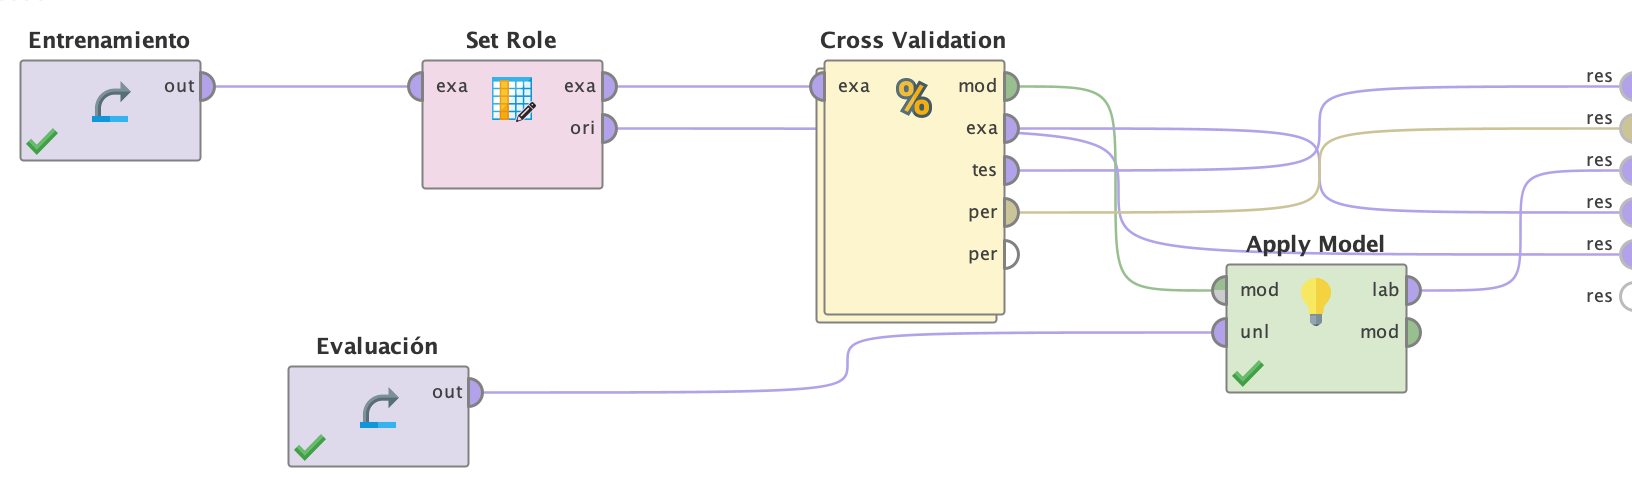 Entrenamiento
out
Set Role
exa
exa
ori
Cross Validation
exa
mod
exa
tes
per
per
res
res
res
res
res
res
Apply Model
mod
lab
unl
mod
Evaluación
out